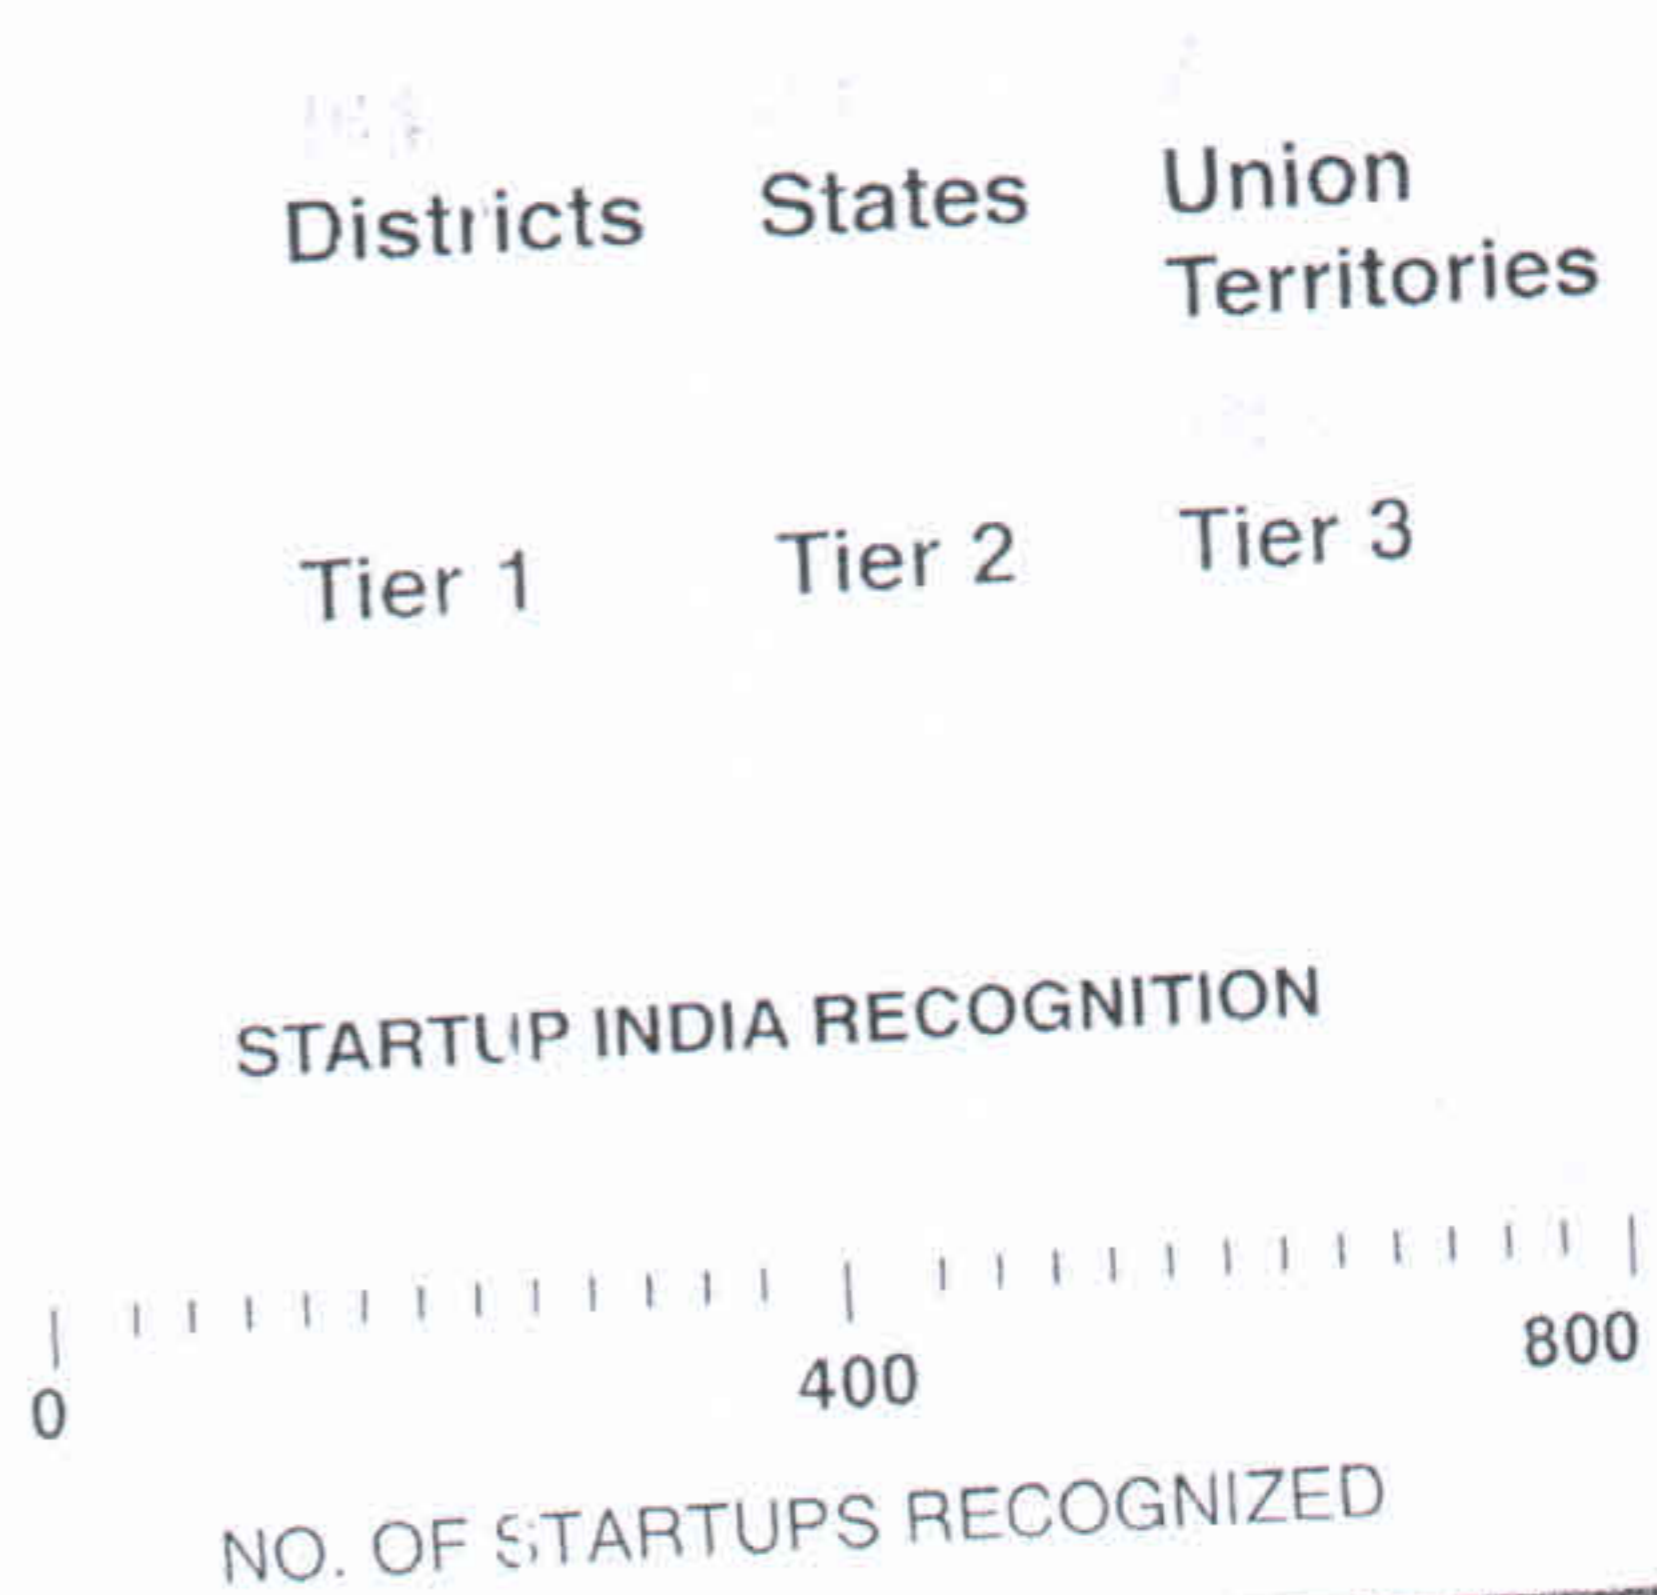 Districts States Union
Territories
Tier 1 Tier 2 Tier 3
STARTUP INDIA RECOGNITION
0 400 800
NO. OF STARTUPS RECOGNIZED